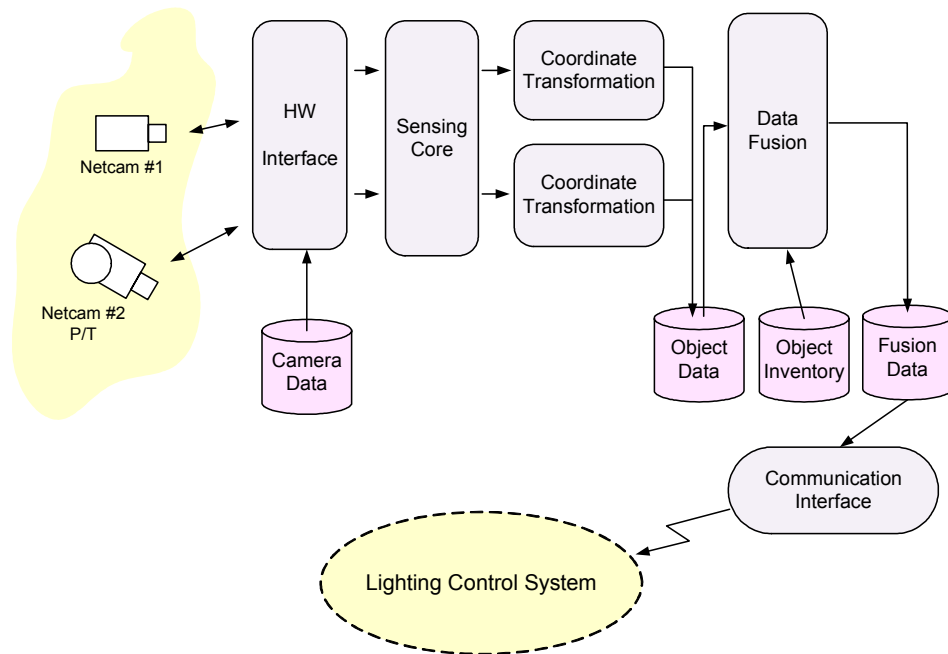 Netcam #1
Netcam #2
P/T
HW
Interface
Sensing
Core
Coordinate
Transformation
Coordinate
Transformation
Data
Fusion
Camera
Data
Object
Data
Object
Inventory
Fusion
Data
Communication
Interface
Lighting Control System